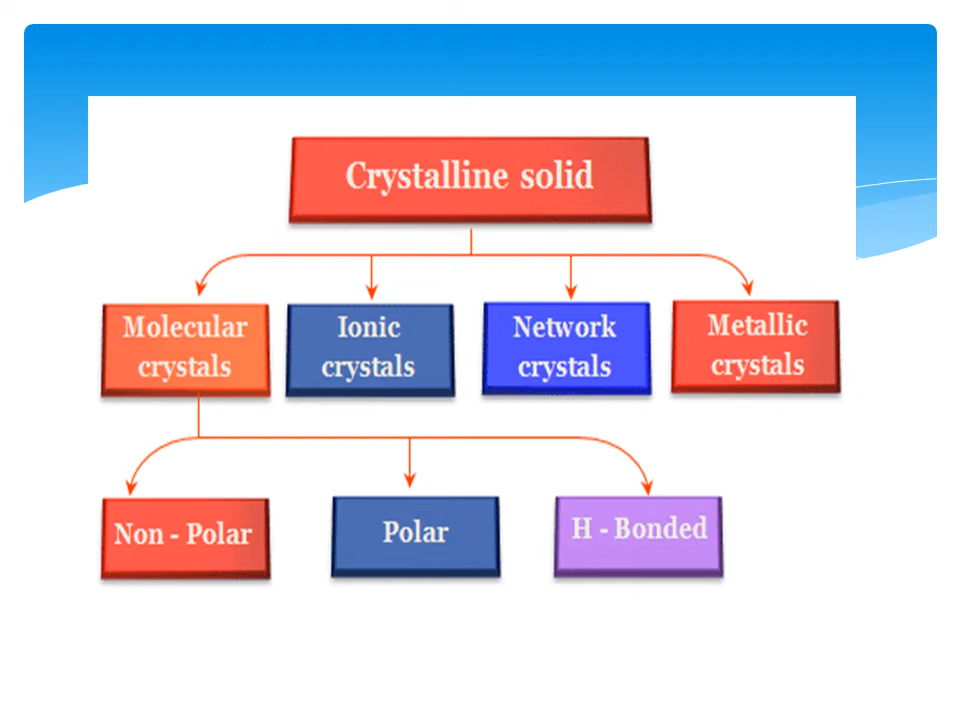 Crystalline solid
Molecular
crystals
Ionic
crystals
Network
crystals
Metallic
crystals
Non - Polar
Polar
H - Bonded